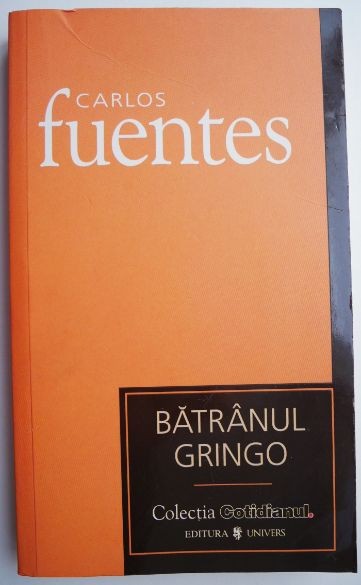 CARLOS
fuentes
BĂTRÂNUL
GRINGO
Colecția Cotidianul.
EDITURA UNIVERS